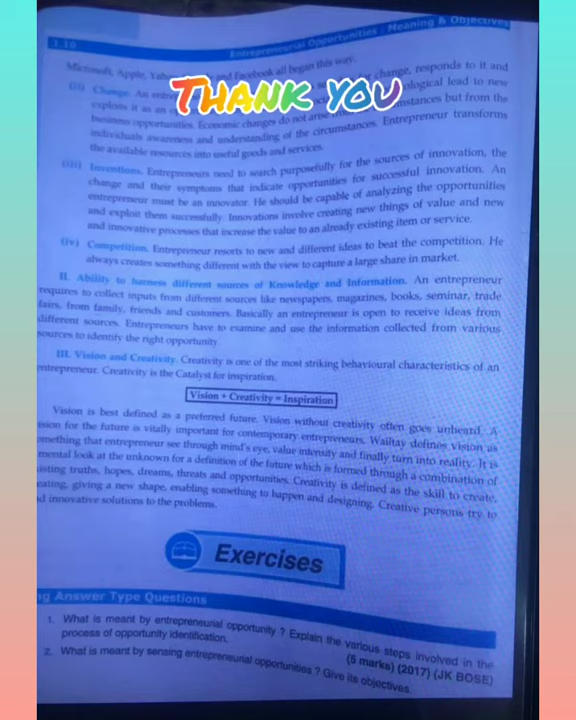 1.10
Entrepreneurial Opportunities : Meaning & Objectives
Microsoft, Apple, and Facebook all began this way.
THANK YOU
(ii) Change. An change, responds to it and
exploits it as an ological lead to new
business opportunities. Economic changes do not arise mstances but from the
individuals awareness and understanding of the circumstances. Entrepreneur transforms
the available resources into useful goods and services.
(iii) Inventions. Entrepreneurs need to search purposefully for the sources of innovation, the
change and their symptoms that indicate opportunities for successful innovation. An
entrepreneur must be an innovator. He should be capable of analyzing the opportunities
and exploit them successfully. Innovations involve creating new things of value and new
and innovative processes that increase the value to an already existing item or service.
(iv) Competition. Entrepreneur resorts to new and different ideas to beat the competition. He
always creates something different with the view to capture a large share in market.
II. Ability to harness different sources of Knowledge and Information. An entrepreneur
requires to collect inputs from different sources like newspapers, magazines, books, seminar, trade
fairs, from family, friends and customers. Basically an entrepreneur is open to receive ideas from
different sources. Entrepreneurs have to examine and use the information collected from various
sources to identify the right opportunity.
III. Vision and Creativity. Creativity is one of the most striking behavioural characteristics of an
entrepreneur. Creativity is the Catalyst for inspiration.
Vision + Creativity = Inspiration
Vision is best defined as a preferred future. Vision without creativity often goes unheard. A
ision for the future is vitally important for contemporary entrepreneurs. Wailtay defines vision as
omething that entrepreneur see through mind's eye, value intensity and finally turn into reality. It is
mental look at the unknown for a definition of the future which is formed through a combination of
isting truths, hopes, dreams, threats and opportunities. Creativity is defined as the skill to create,
eating, giving a new shape, enabling something to happen and designing. Creative persons try to
d innovative solutions to the problems.
Exercises
ng Answer Type Questions
1. What is meant by entrepreneurial opportunity ? Explain the various steps involved in the
process of opportunity identification. (5 marks) (2017) (JK BOSE)
2. What is meant by sensing entrepreneurial opportunities ? Give its objectives.